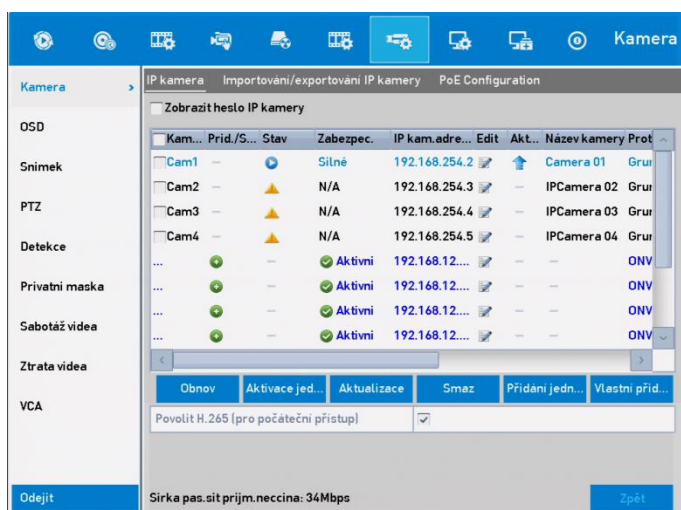 Kamera
Kamera >
OSD
Snimek
PTZ
Detekce
Privatni maska
Sabotáž videa
Ztrata videa
VCA
Odejit
IP kamera Importování/exportování IP kamery PoE Configuration
Zobrazit heslo IP kamery
Kam... Prid./S... Stav Zabezpec. IP kam.adre... Edit Akt... Název kamery Prot
Cam1 — Silné 192.168.254.2 Camera 01 Grun
Cam2 — N/A 192.168.254.3 — IPCamera 02 Grun
Cam3 — N/A 192.168.254.4 — IPCamera 03 Grun
Cam4 — N/A 192.168.254.5 — IPCamera 04 Grun
... — Aktivni 192.168.12.... — — ONV
... — Aktivni 192.168.12.... — — ONV
... — Aktivni 192.168.12.... — — ONV
... — Aktivni 192.168.12.... — — ONV
Obnov Aktivace jed... Aktualizace Smaz Přidání jedn... Vlastní přid...
Povolit H.265 (pro počáteční přístup)
Sirka pas.sit prijm.neccina: 34Mbps
Zpět